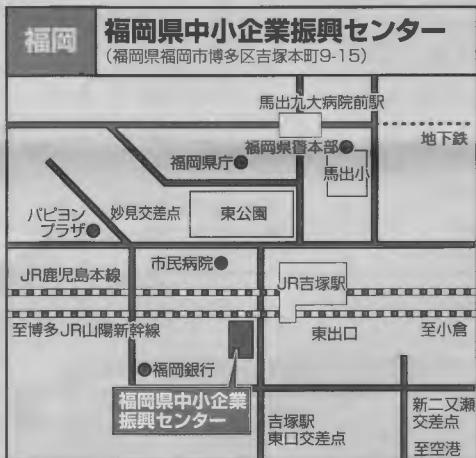 福岡
福岡県中小企業振興センター
(福岡県福岡市博多区吉塚本町9-15)
馬出九大病院前駅
地下鉄
福岡県警本部
福岡県庁
馬出小
パピヨン
プラザ
妙見交差点
東公園
市民病院
JR鹿児島本線
JR吉塚駅
至博多JR山陽新幹線
東出口
至小倉
福岡銀行
福岡県中小企業
振興センター
吉塚駅
東口交差点
新二又瀬
交差点
至空港